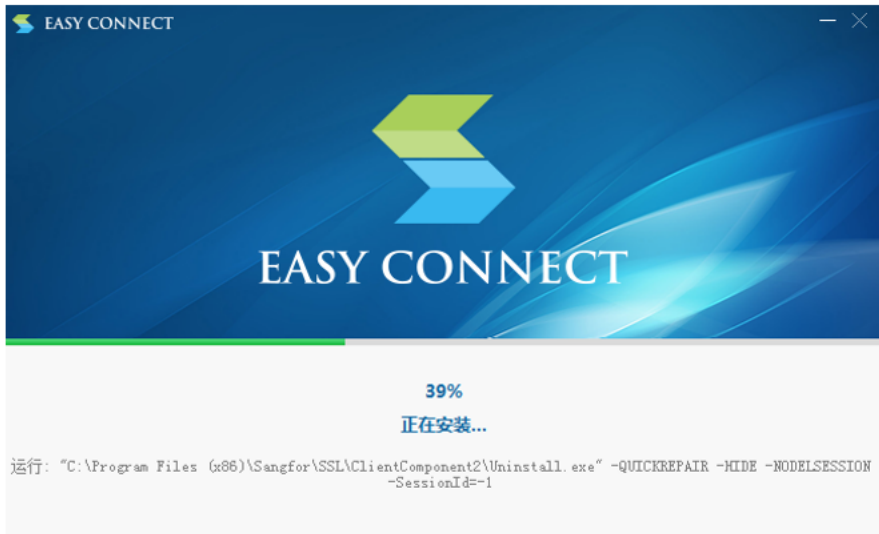 EASY CONNECT
EASY CONNECT
39%
正在安装...
运行: "C:\Program Files (x86)\Sangfor\SSL\ClientComponent2\Uninstall.exe" -QUICKREPAIR -HIDE -NODELSESSION
-SessionId=-1